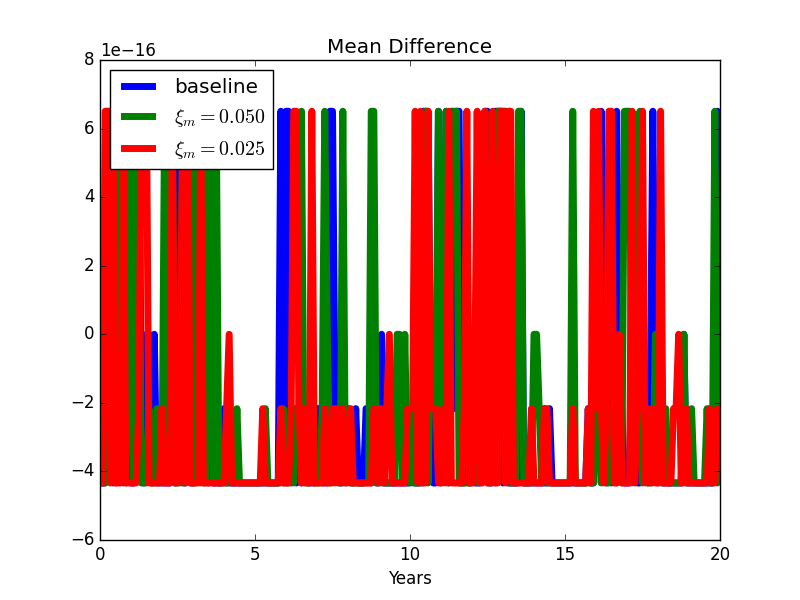 Mean Difference
1e−16
8
6
4
2
0
−2
−4
−6
baseline
ξm = 0.050
ξm = 0.025
0 5 10 15 20
Years